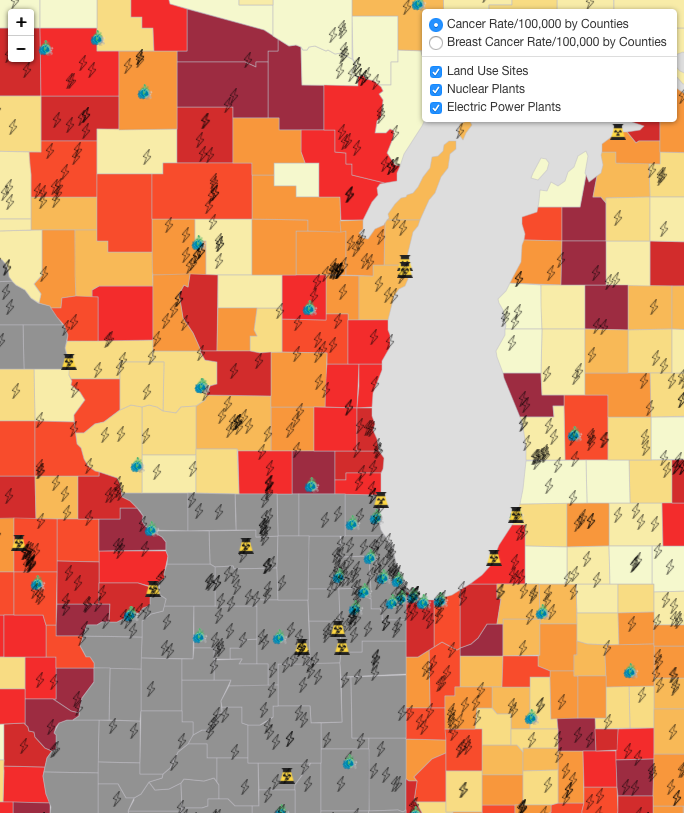 +
−
Cancer Rate/100,000 by Counties
Breast Cancer Rate/100,000 by Counties
Land Use Sites
Nuclear Plants
Electric Power Plants